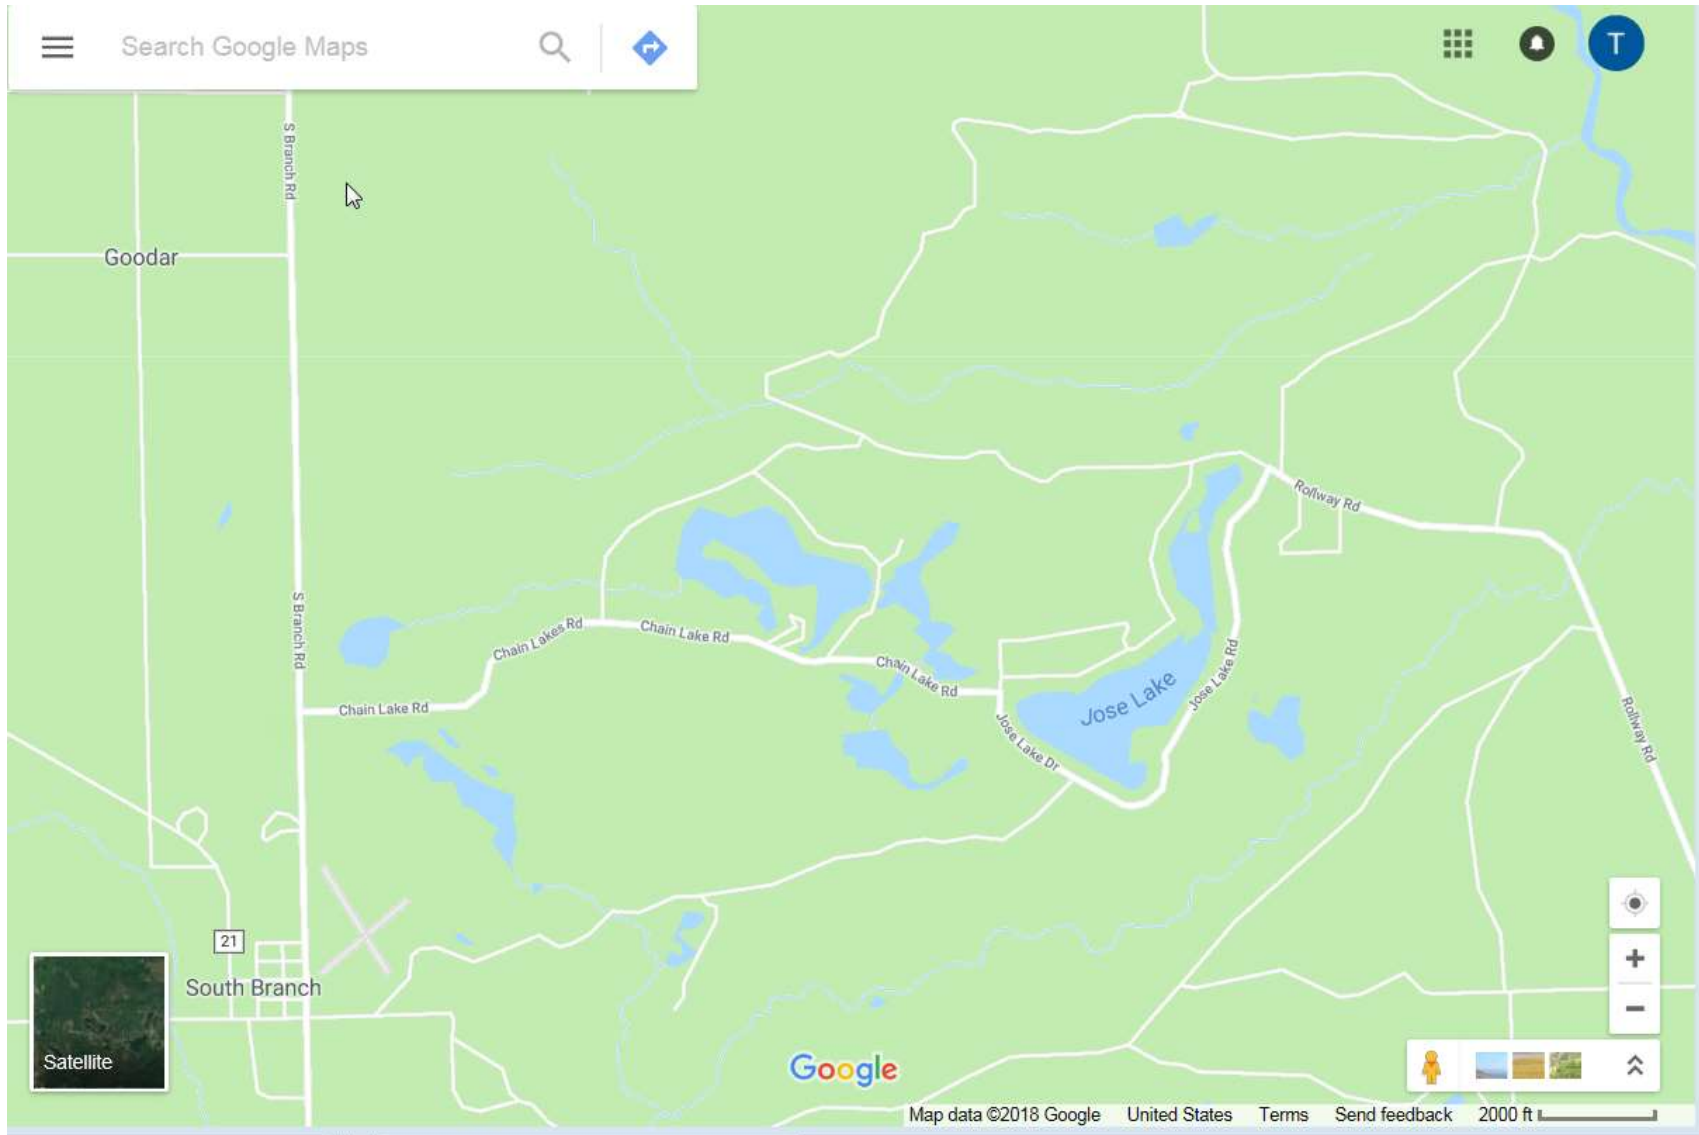 Search Google Maps
T
S Branch Rd
Goodar
Rollway Rd
S Branch Rd
Chain Lakes Rd
Chain Lake Rd
Chain Lake Rd
Jose Lake Rd
Jose Lake
Chain Lake Rd
Jose Lake Dr
Rollway Rd
21
South Branch
Satellite
Google
Map data ©2018 Google United States Terms Send feedback 2000 ft